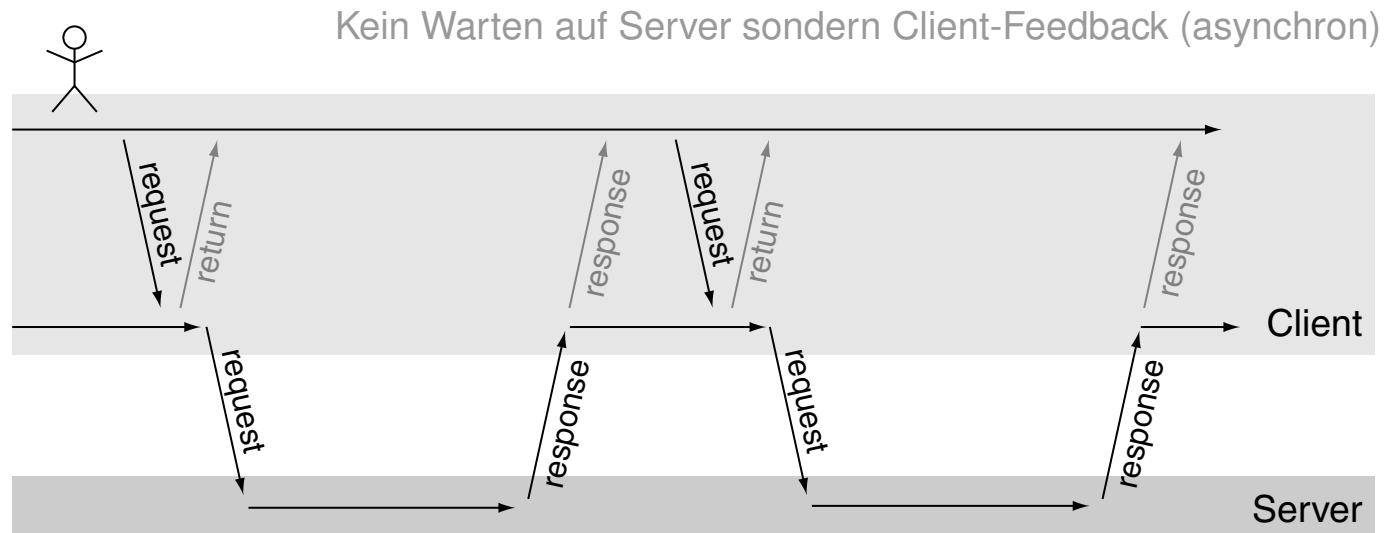 Kein Warten auf Server sondern Client-Feedback (asynchron)
request
return
response
request
return
response
Client
request
response
request
response
Server